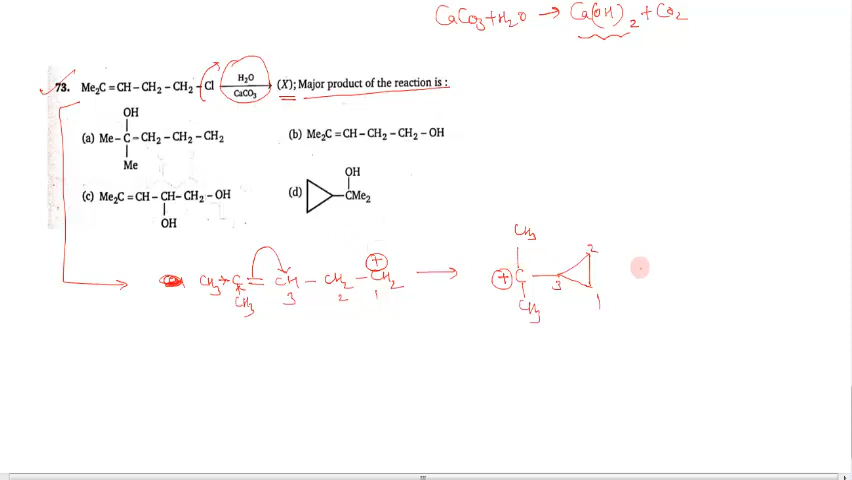 CaCO3 + H2O → Ca(OH)2 + CO2
73. Me2C = CH – CH2 – CH2 – Cl H2O CaCO3 → (X); Major product of the reaction is :
OH
(a) Me – C – CH2 – CH2 – CH2
Me
(b) Me2C = CH – CH2 – CH2 – OH
(c) Me2C = CH – CH – CH2 – OH
OH
OH
(d) CMe2
CH3 – C = CH – CH2 – CH2 →
+
CH3 3 2 1
CH3
+ C 3 2 1
CH3